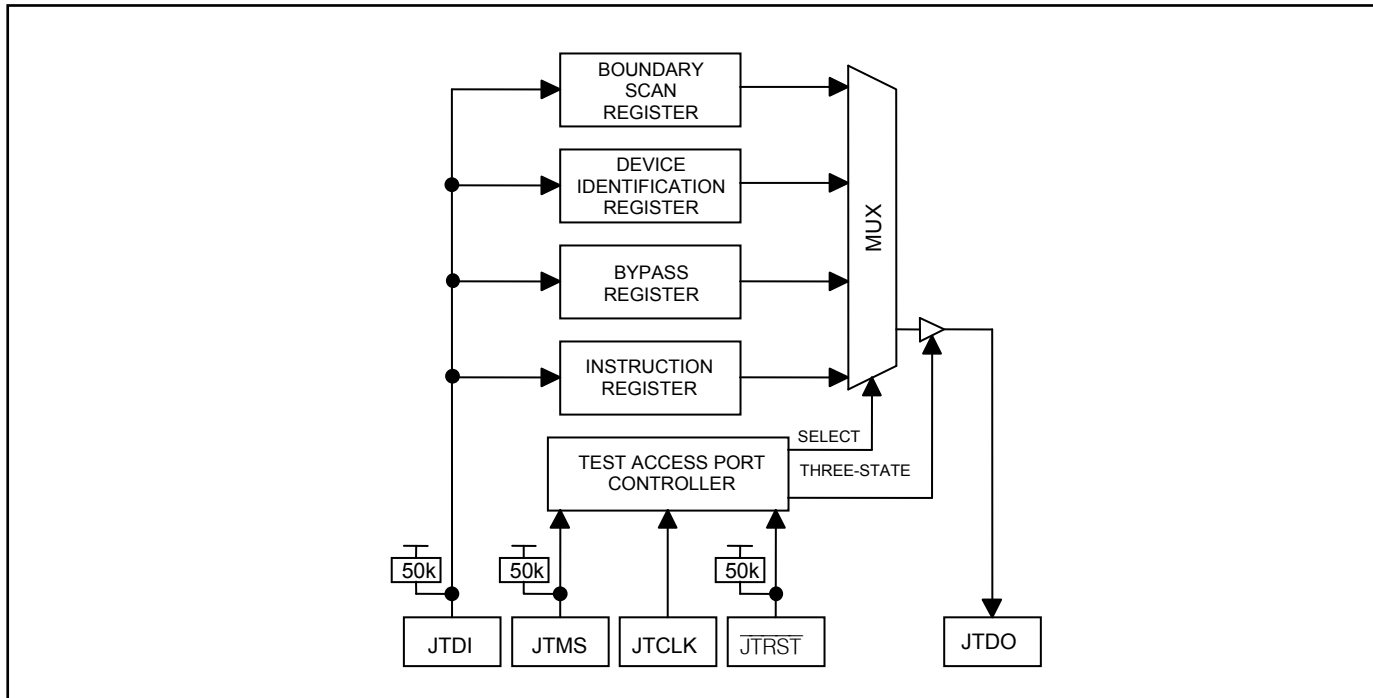 BOUNDARY
SCAN
REGISTER
DEVICE
IDENTIFICATION
REGISTER
MUX
BYPASS
REGISTER
INSTRUCTION
REGISTER
SELECT
TEST ACCESS PORT
CONTROLLER
THREE-STATE
50k
50k
50k
JTDI
JTMS
JTCLK
JTRST
JTDO